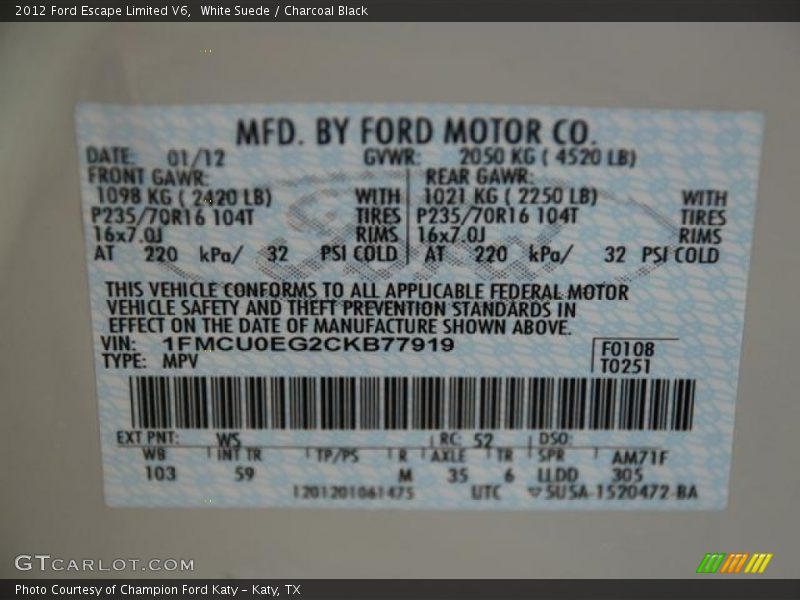 2012 Ford Escape Limited V6,  White Suede / Charcoal Black
MFD. BY FORD MOTOR CO.
DATE: 01/12 GVWR: 2050 KG ( 4520 LB)
FRONT GAWR: REAR GAWR:
1098 KG ( 2420 LB) WITH 1021 KG ( 2250 LB) WITH
P235/70R16 104T TIRES P235/70R16 104T TIRES
16x7.0J RIMS 16x7.0J RIMS
AT 220 kPa/ 32 PSI COLD AT 220 kPa/ 32 PSI COLD
THIS VEHICLE CONFORMS TO ALL APPLICABLE FEDERAL MOTOR
VEHICLE SAFETY AND THEFT PREVENTION STANDARDS IN
EFFECT ON THE DATE OF MANUFACTURE SHOWN ABOVE.
VIN: 1FMCU0EG2CKB77919 F0108
TYPE: MPV T0251
EXT PNT: WS RC: 52 DSO:
WB INT TR TP/PS R AXLE TR SPR AM71F
103 59 M 35 6 LLDD 305
1201201061475 UTC 5U5A-1520472-BA
GTCARLOT.COM
Photo Courtesy of Champion Ford Katy - Katy, TX